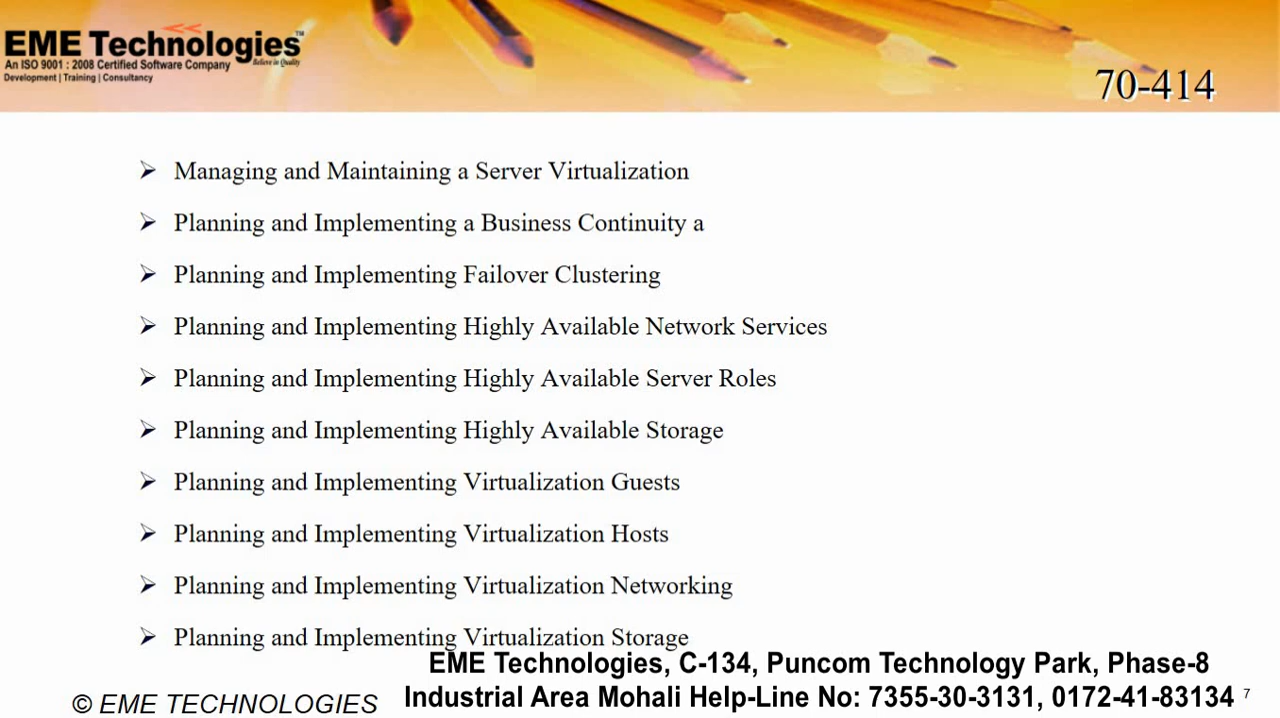 EME Technologies™
An ISO 9001 : 2008 Certified Software Company
Believe in Quality
Development | Training | Consultancy
70-414
Managing and Maintaining a Server Virtualization
Planning and Implementing a Business Continuity a
Planning and Implementing Failover Clustering
Planning and Implementing Highly Available Network Services
Planning and Implementing Highly Available Server Roles
Planning and Implementing Highly Available Storage
Planning and Implementing Virtualization Guests
Planning and Implementing Virtualization Hosts
Planning and Implementing Virtualization Networking
Planning and Implementing Virtualization Storage
EME Technologies, C-134, Puncom Technology Park, Phase-8
Industrial Area Mohali Help-Line No: 7355-30-3131, 0172-41-83134
© EME TECHNOLOGIES
7